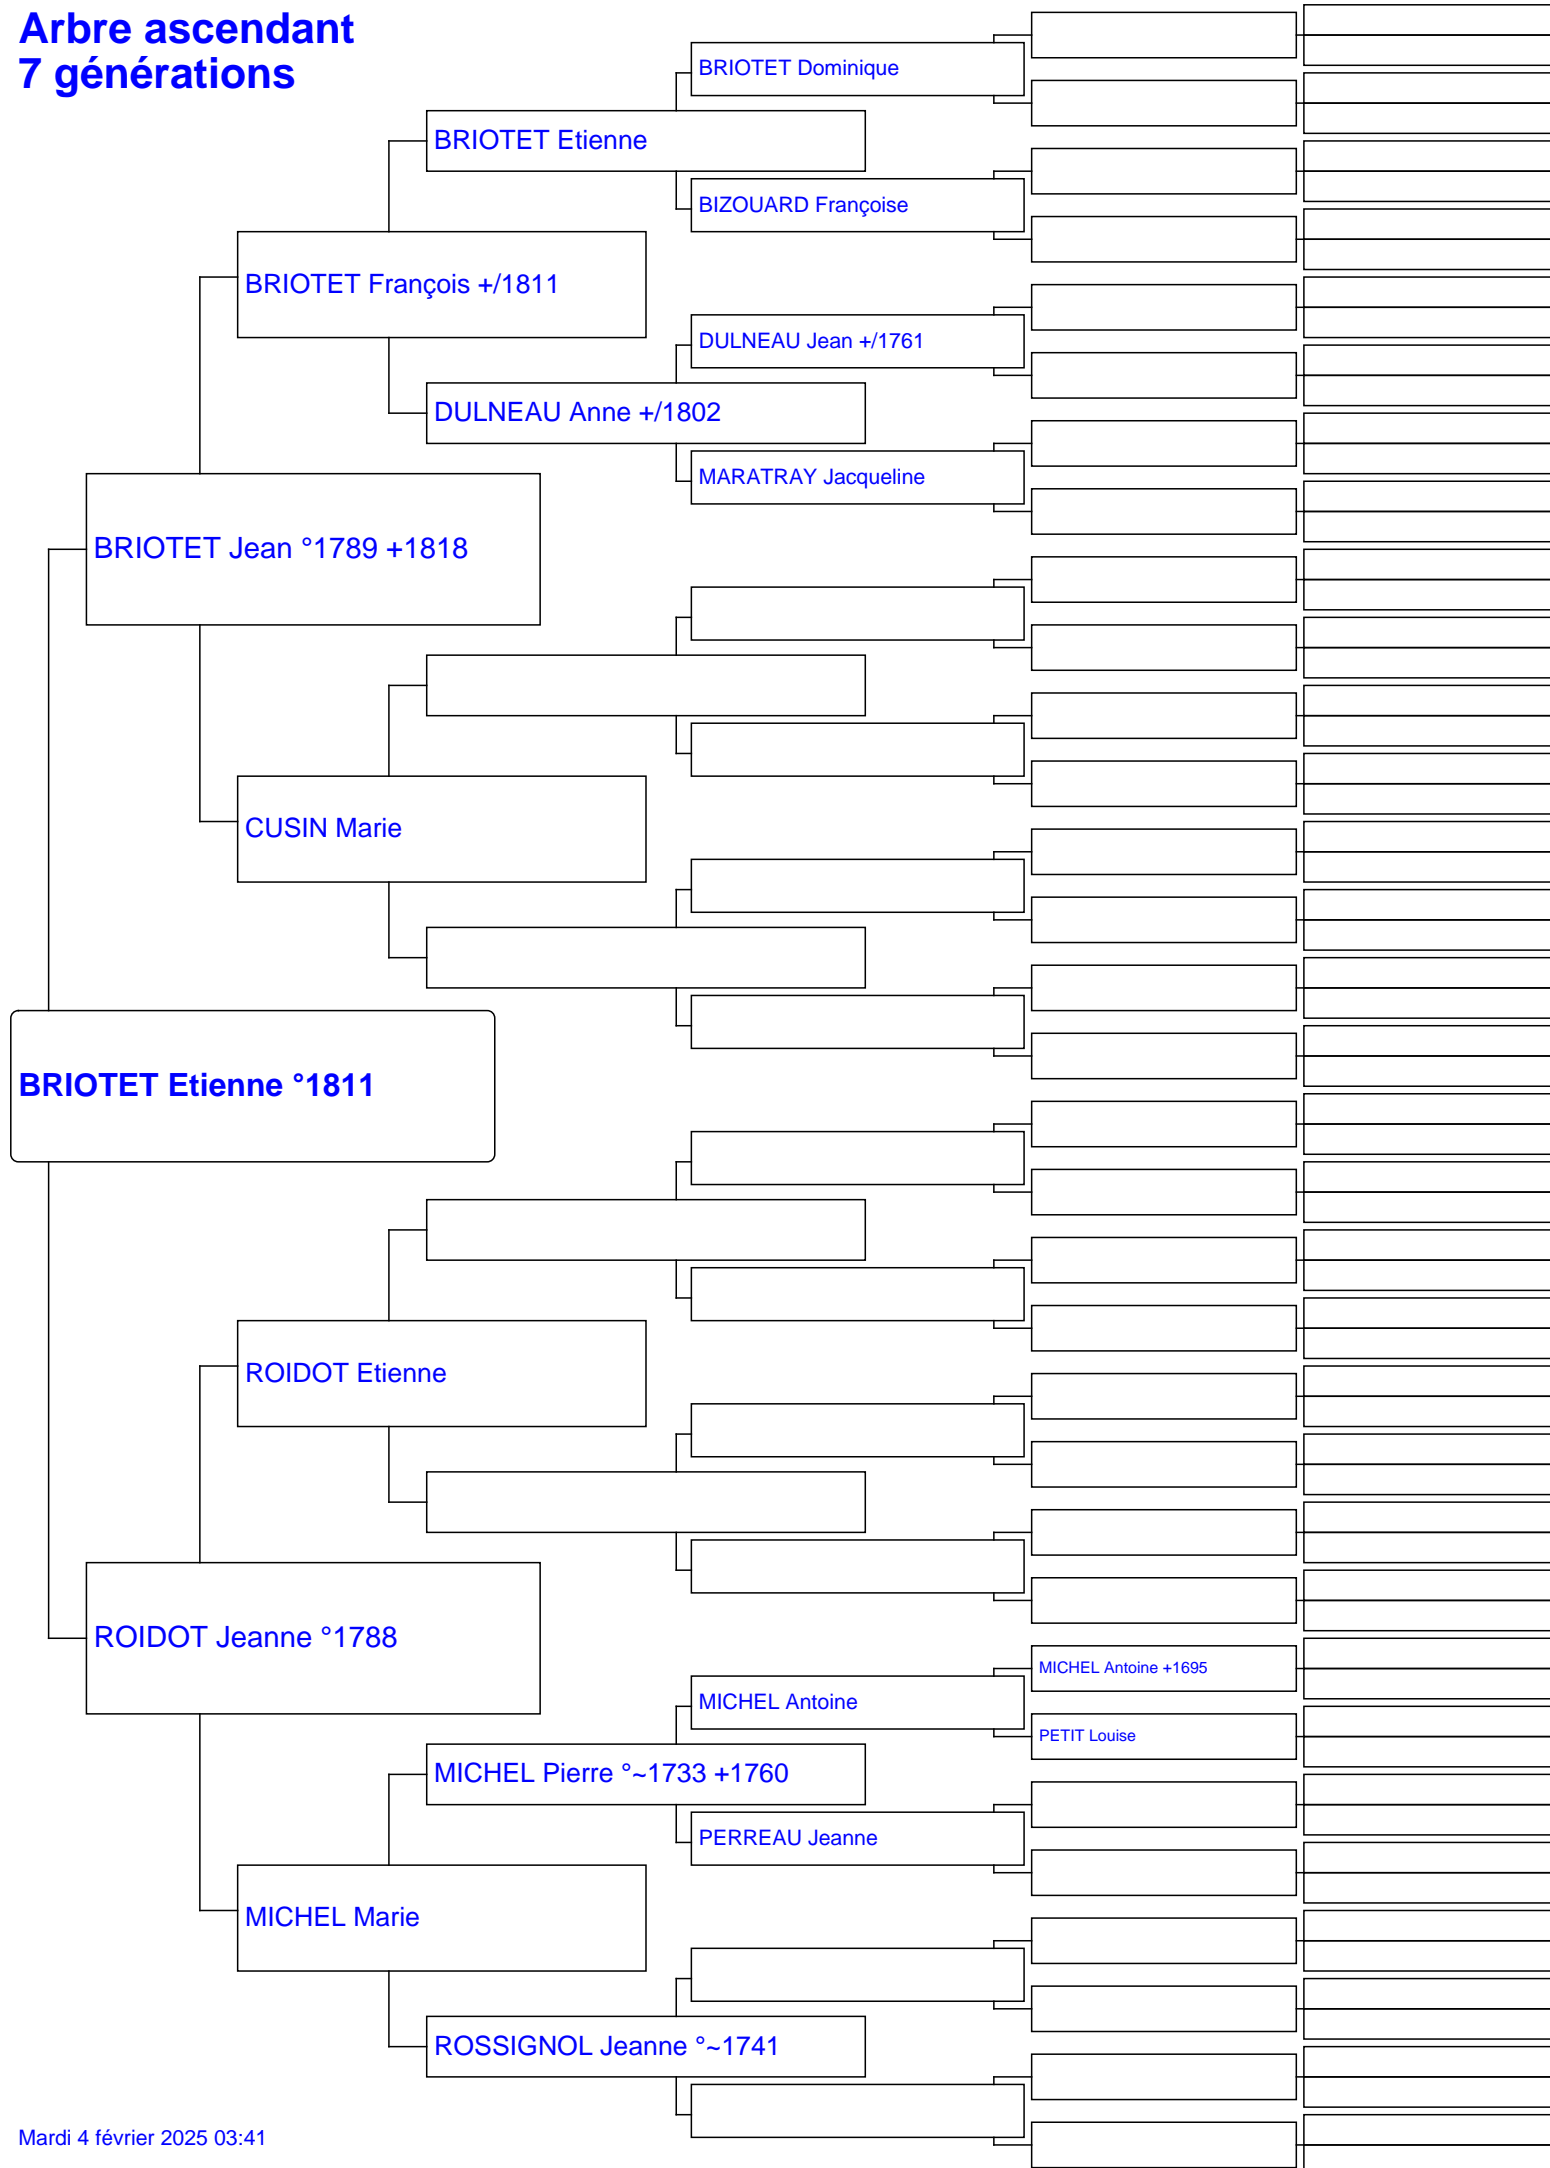 Arbre ascendant
7 générations
BRIOTET Dominique
BRIOTET Etienne
BIZOUARD Françoise
BRIOTET François +/1811
DULNEAU Jean +/1761
DULNEAU Anne +/1802
MARATRAY Jacqueline
BRIOTET Jean °1789 +1818
CUSIN Marie
BRIOTET Etienne °1811
ROIDOT Etienne
ROIDOT Jeanne °1788
MICHEL Antoine +1695
MICHEL Antoine
PETIT Louise
MICHEL Pierre °~1733 +1760
PERREAU Jeanne
MICHEL Marie
ROSSIGNOL Jeanne °~1741
Mardi 4 février 2025 03:41